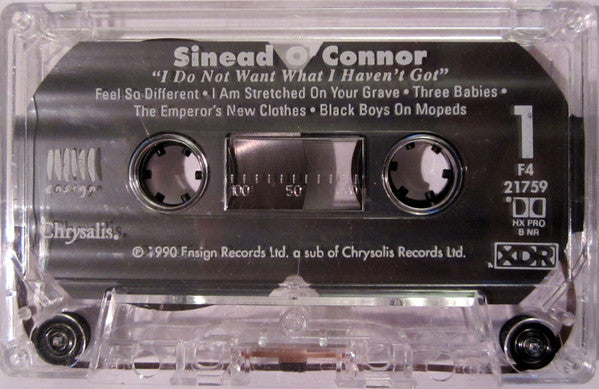 Sinead O'Connor
"I Do Not Want What I Haven't Got"
Feel So Different • I Am Stretched On Your Grave • Three Babies •
The Emperor's New Clothes • Black Boys On Mopeds
1
F4
21759
ensign
HX PRO
B NR
Chrysalis®
100 50
℗ 1990 Ensign Records Ltd. a sub of Chrysalis Records Ltd.
XDR